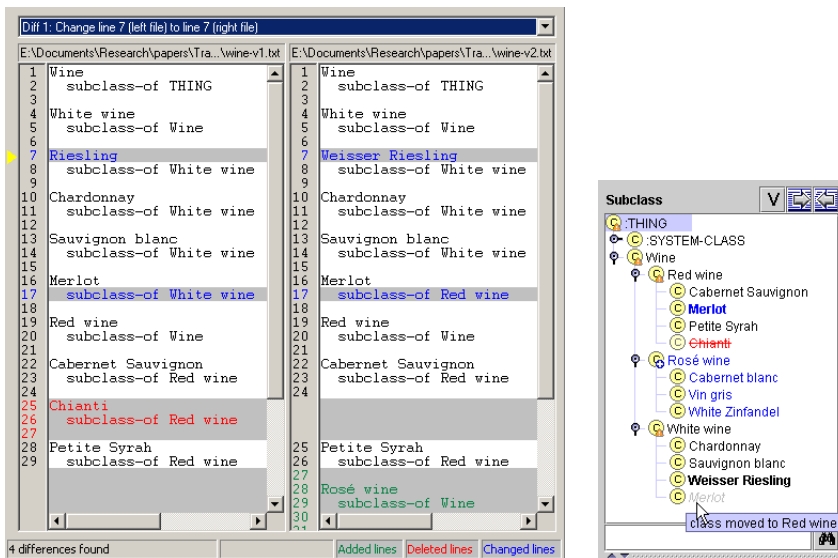 Diff 1: Change line 7 (left file) to line 7 (right file)
E:\Documents\Research\papers\Tra...\wine-v1.txt
1 Wine
2 subclass-of THING
3
4 White wine
5 subclass-of Wine
6
7 Riesling
8 subclass-of White wine
9
10 Chardonnay
11 subclass-of White wine
12
13 Sauvignon blanc
14 subclass-of White wine
15
16 Merlot
17 subclass-of White wine
18
19 Red wine
20 subclass-of Wine
21
22 Cabernet Sauvignon
23 subclass-of Red wine
24
25 Chianti
26 subclass-of Red wine
27
28 Petite Syrah
29 subclass-of Red wine
E:\Documents\Research\papers\Tra...\wine-v2.txt
1 Wine
2 subclass-of THING
3
4 White wine
5 subclass-of Wine
6
7 Weisser Riesling
8 subclass-of White wine
9
10 Chardonnay
11 subclass-of White wine
12
13 Sauvignon blanc
14 subclass-of White wine
15
16 Merlot
17 subclass-of Red wine
18
19 Red wine
20 subclass-of Wine
21
22 Cabernet Sauvignon
23 subclass-of Red wine
24
25 Petite Syrah
26 subclass-of Red wine
27
28 Rosé wine
29 subclass-of Wine
30
4 differences found
Added lines
Deleted lines
Changed lines
Subclass
V
C :THING
C :SYSTEM-CLASS
C Wine
C Red wine
C Cabernet Sauvignon
C Merlot
C Petite Syrah
C Chianti
C Rosé wine
C Cabernet blanc
C Vin gris
C White Zinfandel
C White wine
C Chardonnay
C Sauvignon blanc
C Weisser Riesling
C Merlot
class moved to Red wine